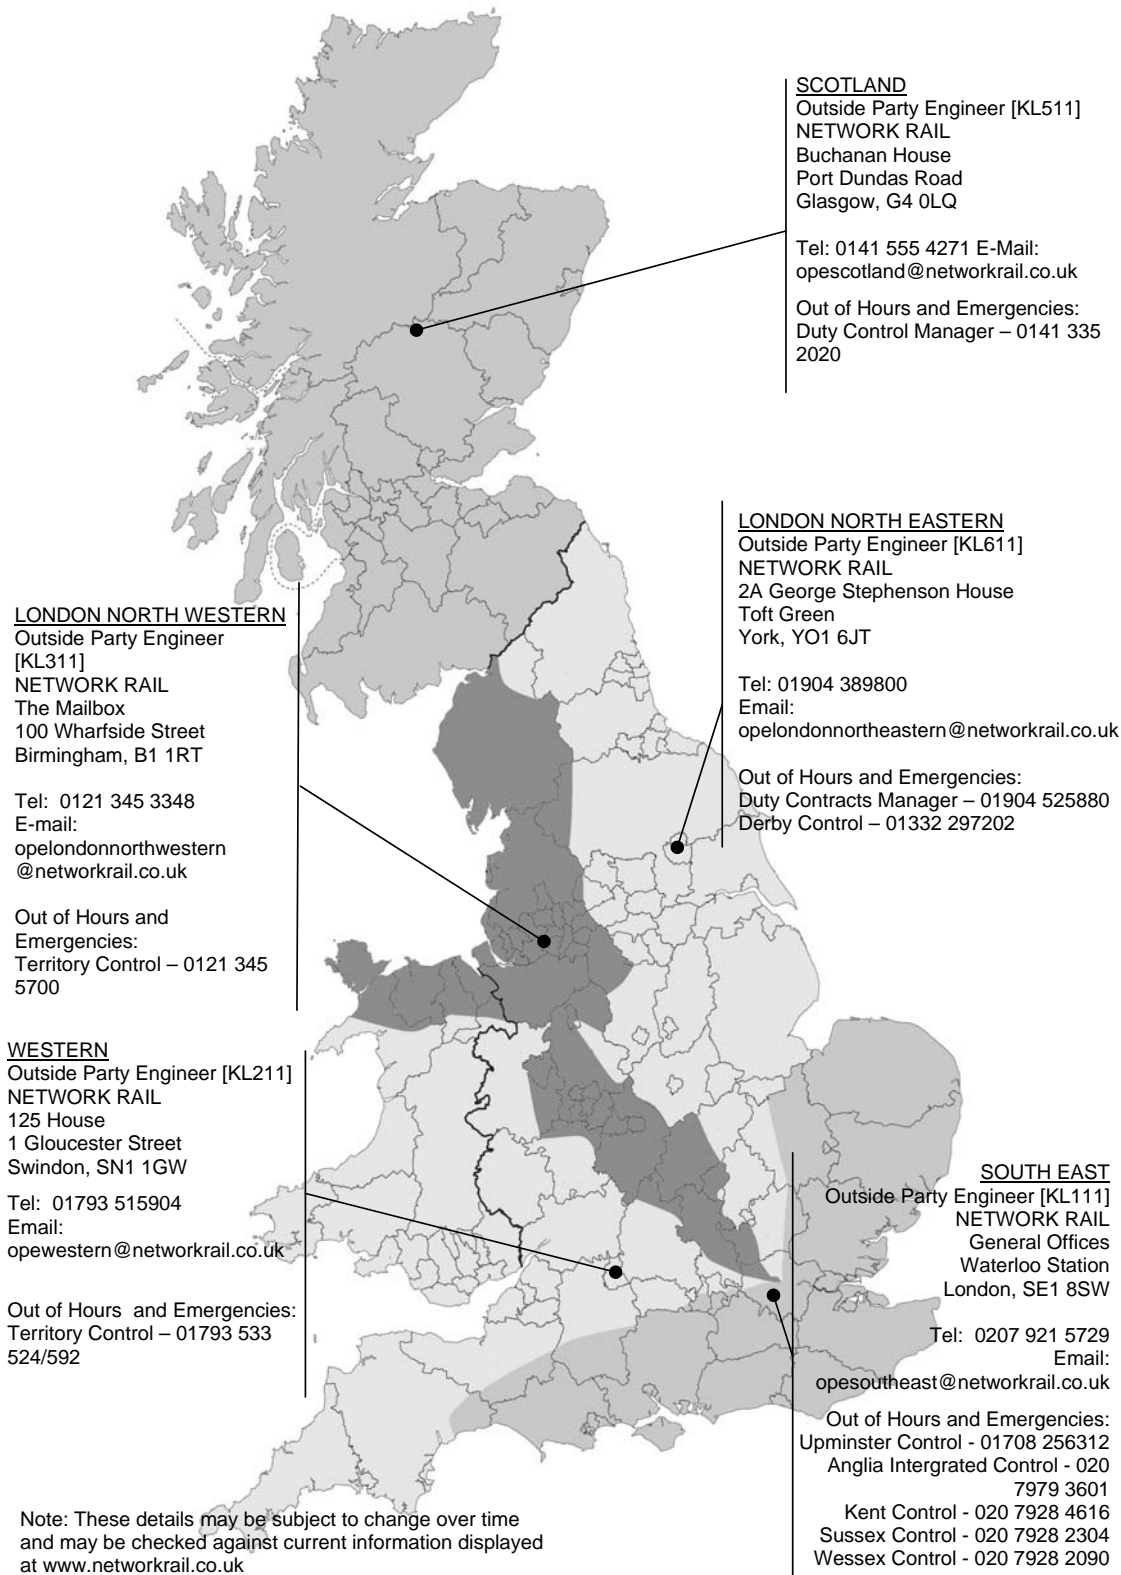 SCOTLAND
Outside Party Engineer [KL511]
NETWORK RAIL
Buchanan House
Port Dundas Road
Glasgow, G4 0LQ
Tel: 0141 555 4271 E-Mail:
opescotland@networkrail.co.uk
Out of Hours and Emergencies:
Duty Control Manager – 0141 335
2020
LONDON NORTH EASTERN
Outside Party Engineer [KL611]
NETWORK RAIL
2A George Stephenson House
Toft Green
York, YO1 6JT
Tel: 01904 389800
Email:
opelondonnortheastern@networkrail.co.uk
Out of Hours and Emergencies:
Duty Contracts Manager – 01904 525880
Derby Control – 01332 297202
LONDON NORTH WESTERN
Outside Party Engineer
[KL311]
NETWORK RAIL
The Mailbox
100 Wharfside Street
Birmingham, B1 1RT
Tel: 0121 345 3348
E-mail:
opelondonnorthwestern
@networkrail.co.uk
Out of Hours and
Emergencies:
Territory Control – 0121 345
5700
WESTERN
Outside Party Engineer [KL211]
NETWORK RAIL
125 House
1 Gloucester Street
Swindon, SN1 1GW
Tel: 01793 515904
Email:
opewestern@networkrail.co.uk
Out of Hours and Emergencies:
Territory Control – 01793 533
524/592
SOUTH EAST
Outside Party Engineer [KL111]
NETWORK RAIL
General Offices
Waterloo Station
London, SE1 8SW
Tel: 0207 921 5729
Email:
opesoutheast@networkrail.co.uk
Out of Hours and Emergencies:
Upminster Control - 01708 256312
Anglia Intergrated Control - 020
7979 3601
Kent Control - 020 7928 4616
Sussex Control - 020 7928 2304
Wessex Control - 020 7928 2090
Note: These details may be subject to change over time
and may be checked against current information displayed
at www.networkrail.co.uk